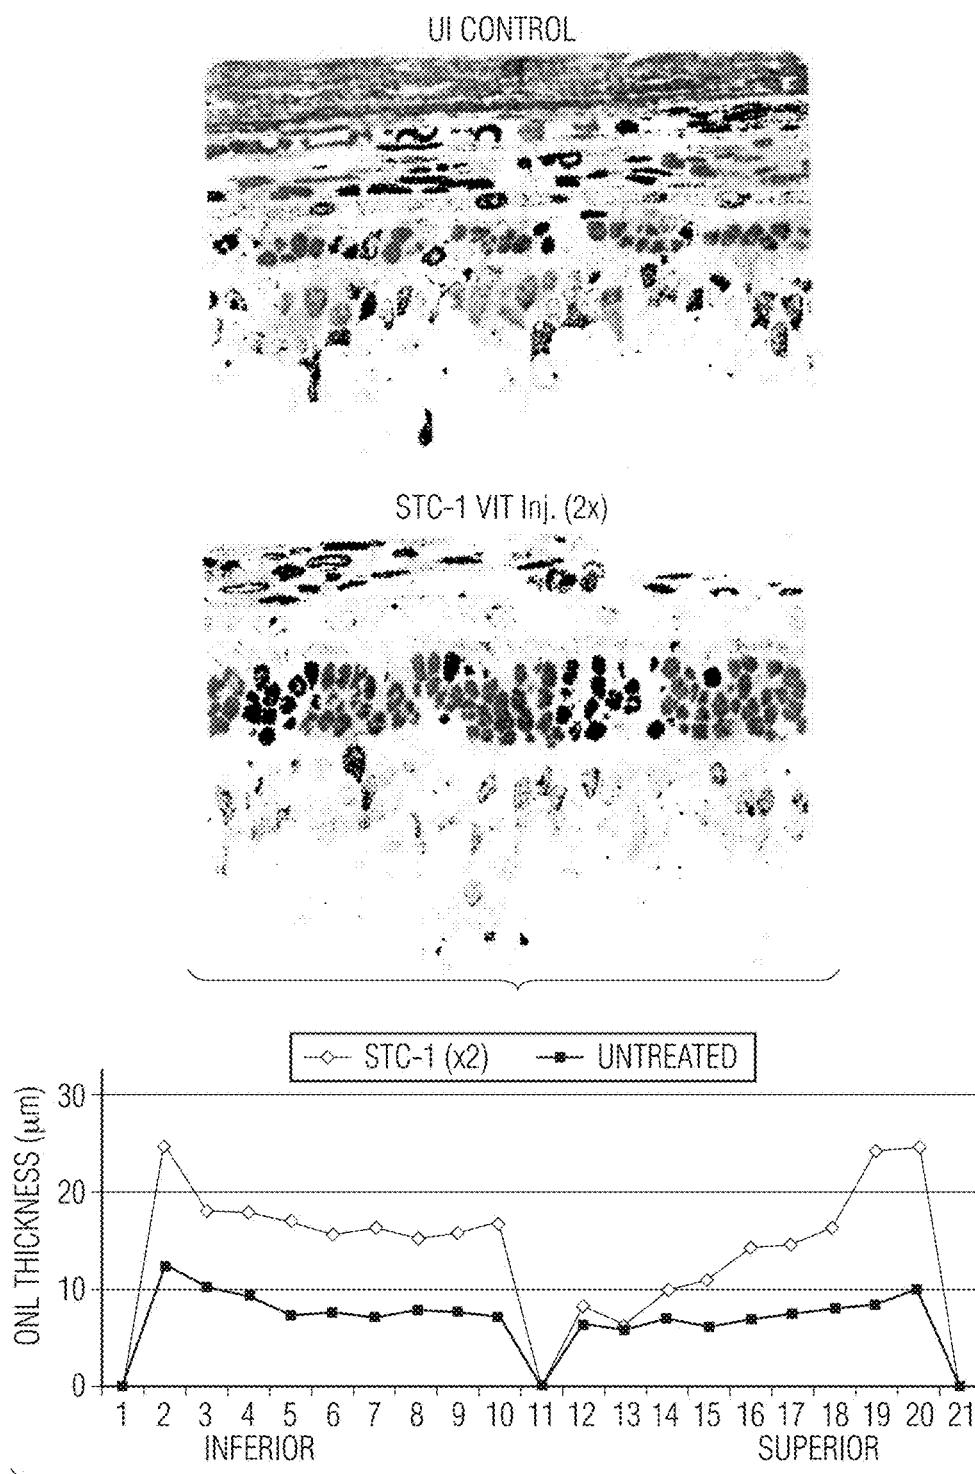 UI CONTROL
STC-1 VIT Inj. (2x)
STC-1 (x2) UNTREATED
ONL THICKNESS (μm)
30
20
10
0
1 2 3 4 5 6 7 8 9 10 11 12 13 14 15 16 17 18 19 20 21
INFERIOR SUPERIOR